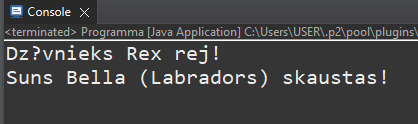 Console
<terminated> Programma [Java Application] C:\Users\USER\.p2\pool\plugins\
Dz?vnieks Rex rej!
Suns Bella (Labradors) skaustas!